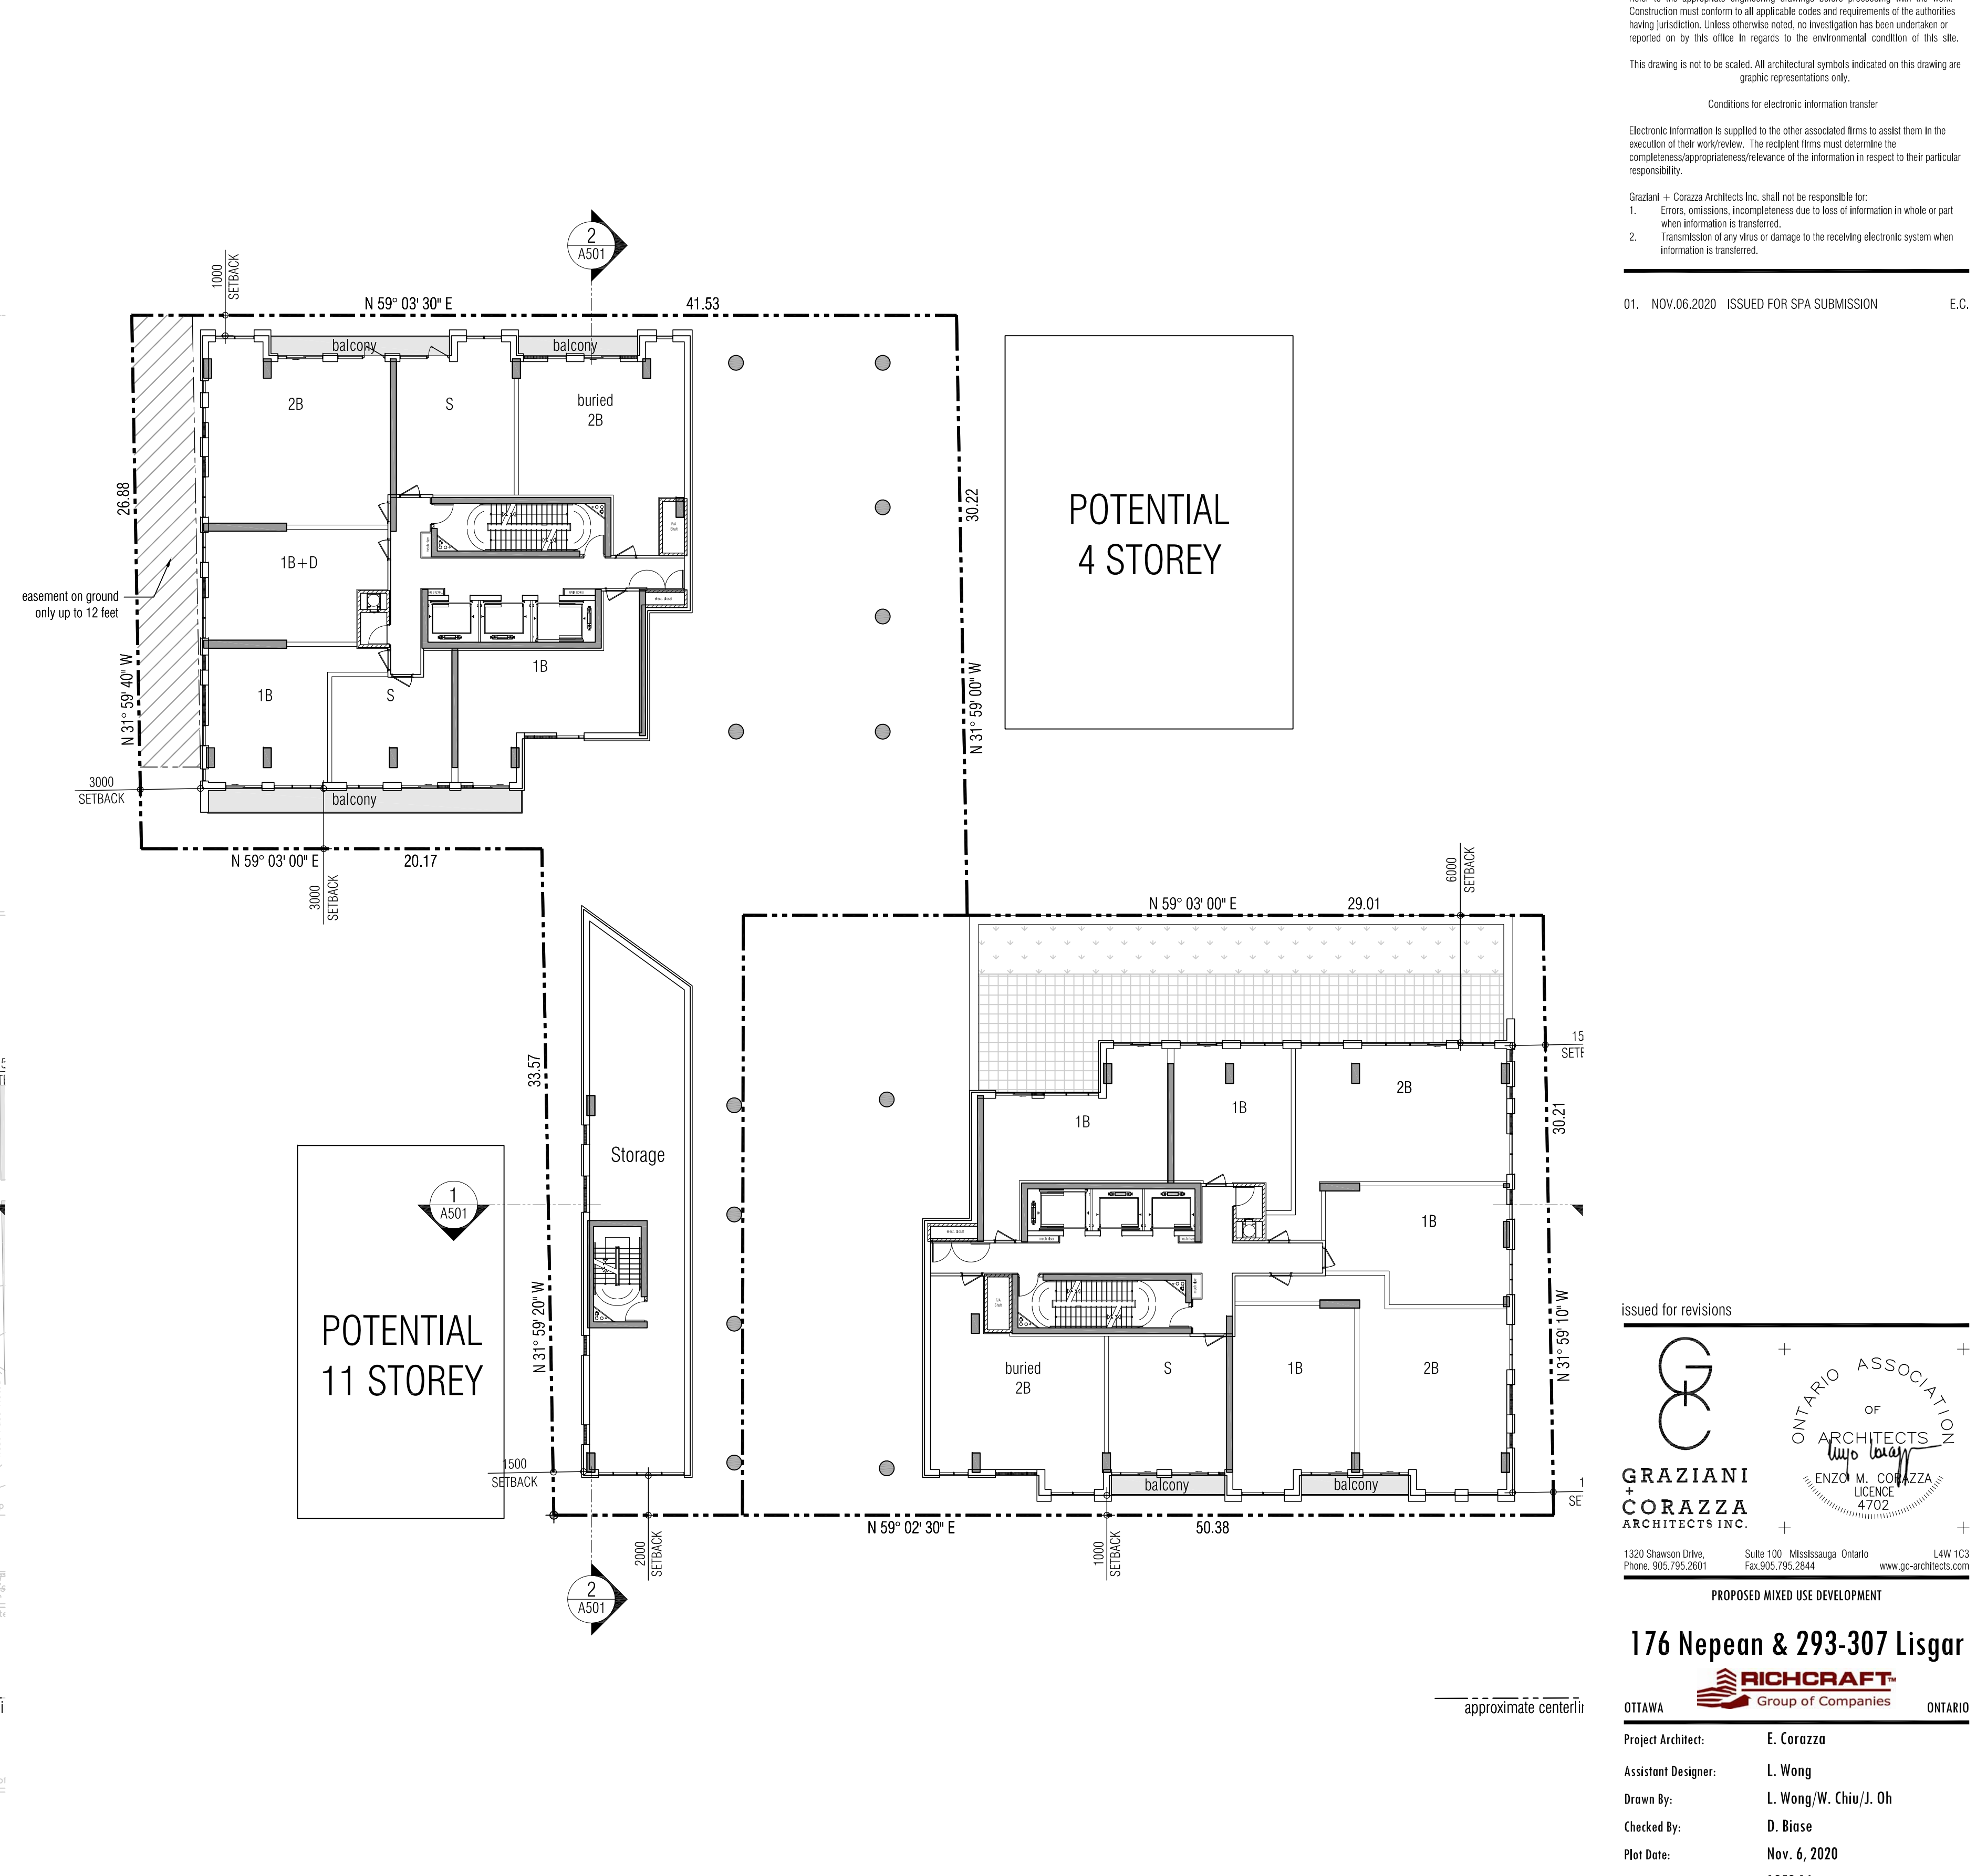 Construction must conform to all applicable codes and requirements of the authorities
having jurisdiction. Unless otherwise noted, no investigation has been undertaken or
reported on by this office in regards to the environmental condition of this site.
This drawing is not to be scaled. All architectural symbols indicated on this drawing are
graphic representations only.
Conditions for electronic information transfer
Electronic information is supplied to the other associated firms to assist them in the
execution of their work/review. The recipient firms must determine the
completeness/appropriateness/relevance of the information in respect to their particular
responsibility.
Graziani + Corazza Architects Inc. shall not be responsible for:
1. Errors, omissions, incompleteness due to loss of information in whole or part
when information is transferred.
2. Transmission of any virus or damage to the receiving electronic system when
information is transferred.
01. NOV.06.2020 ISSUED FOR SPA SUBMISSION E.C.
2
A501
1000
SETBACK
N 59° 03' 30" E 41.53
balcony
balcony
2B
S
buried
2B
26.88
30.22
POTENTIAL
4 STOREY
1B+D
easement on ground
only up to 12 feet
N 31° 59' 40" W
N 31° 59' 00" W
1B
S
1B
3000
SETBACK
balcony
N 59° 03' 00" E 20.17
3000
SETBACK
6000
SETBACK
N 59° 03' 00" E 29.01
33.57
15
30.21
2B
1B
1B
Storage
1
A501
1B
N 31° 59' 20" W
N 31° 59' 10" W
POTENTIAL
11 STOREY
buried
2B
S
1B
2B
1500
SETBACK
balcony
balcony
N 59° 02' 30" E 50.38
2000
SETBACK
1000
SETBACK
2
A501
approximate
issued for revisions
GC
GRAZIANI
+
CORAZZA
ARCHITECTS INC.
ONTARIO ASSOCIATION
OF
ARCHITECTS
ENZO M. CORAZZA
LICENCE
4702
1320 Shawson Drive, Suite 100 Mississauga Ontario L4W 1C3
Phone. 905.795.2601 Fax.905.795.2844 www.gc-architects.com
PROPOSED MIXED USE DEVELOPMENT
176 Nepean & 293-307 Lisgar
RICHCRAFT™
Group of Companies
OTTAWA ONTARIO
Project Architect: E. Corazza
Assistant Designer: L. Wong
Drawn By: L. Wong/W. Chiu/J. Oh
Checked By: D. Biase
Plot Date: Nov. 6, 2020